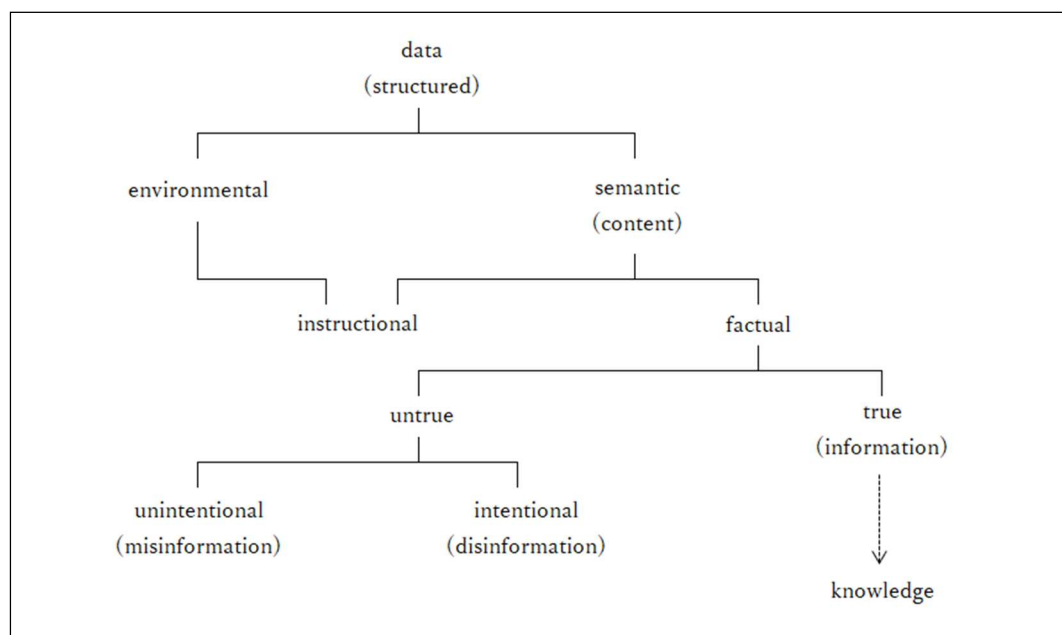 data
(structured)
environmental
semantic
(content)
instructional
factual
untrue
true
(information)
unintentional
(misinformation)
intentional
(disinformation)
knowledge